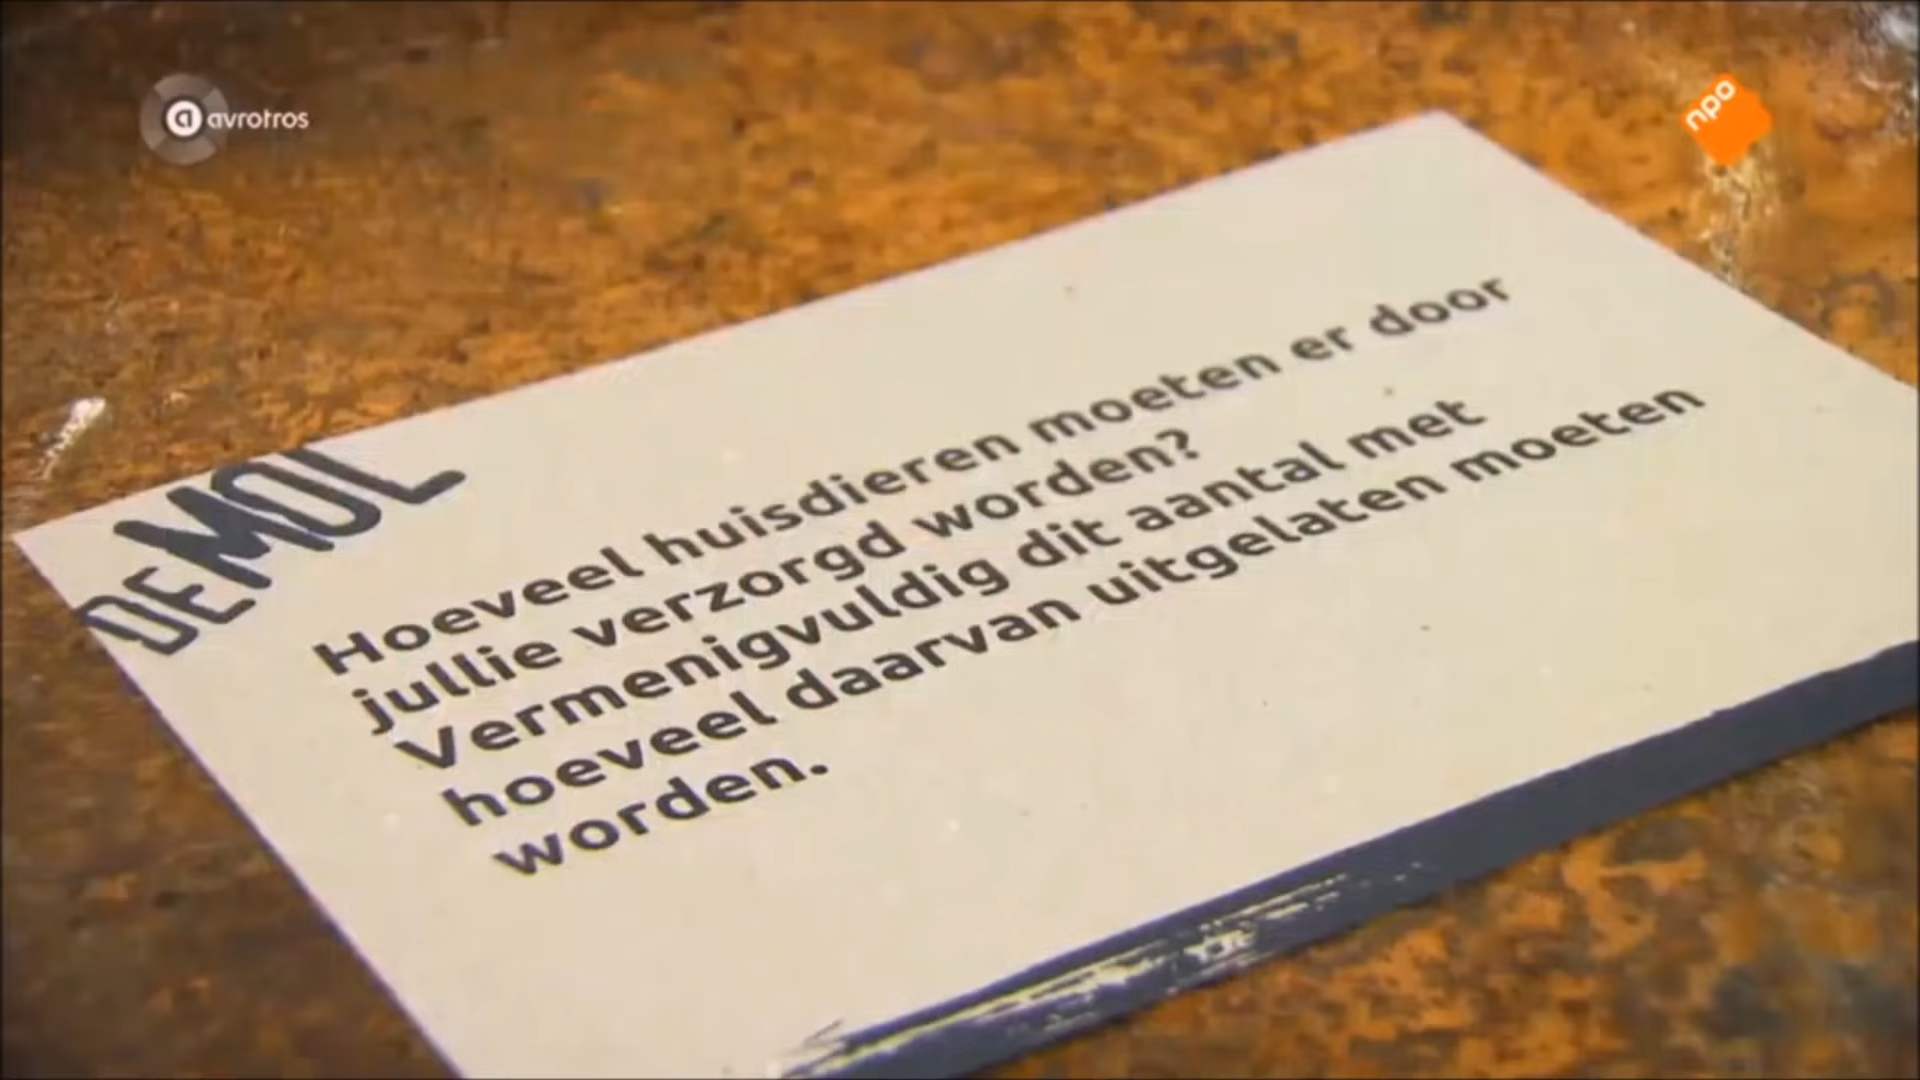 avrotros
npo
DE MOL
Hoeveel huisdieren moeten er door
jullie verzorgd worden?
Vermenigvuldig dit aantal met
hoeveel daarvan uitgelaten moeten
worden.